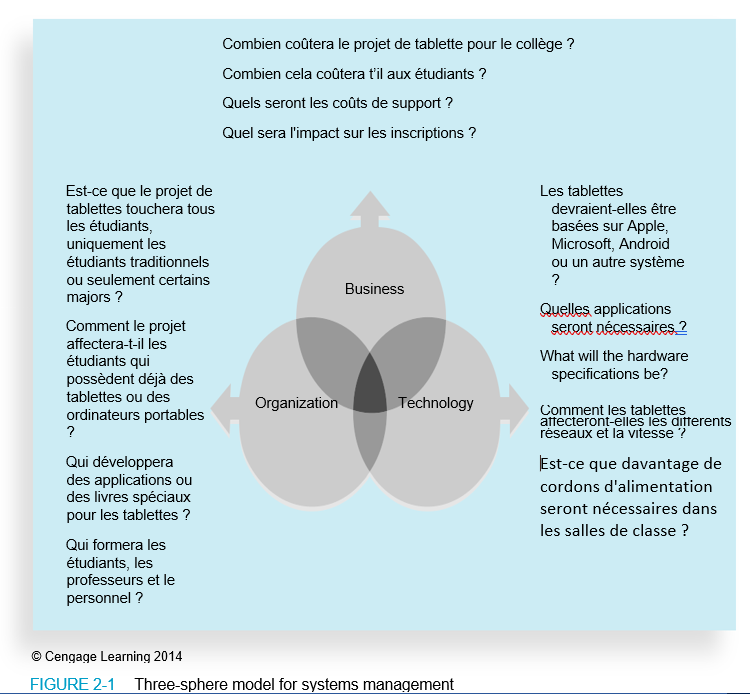 Combien coûtera le projet de tablette pour le collège ?
Combien cela coûtera t'il aux étudiants ?
Quels seront les coûts de support ?
Quel sera l'impact sur les inscriptions ?
Est-ce que le projet de
tablettes touchera tous
les étudiants,
uniquement les
étudiants traditionnels
ou seulement certains
majors ?
Comment le projet
affectera-t-il les
étudiants qui
possèdent déjà des
tablettes ou des
ordinateurs portables
?
Qui développera
des applications ou
des livres spéciaux
pour les tablettes ?
Qui formera les
étudiants, les
professeurs et le
personnel ?
Business
Organization
Technology
Les tablettes
devraient-elles être
basées sur Apple,
Microsoft, Android
ou un autre système
?
Quelles applications
seront nécessaires ?
What will the hardware
specifications be?
Comment les tablettes
affecteront-elles les différents
réseaux et la vitesse ?
Est-ce que davantage de
cordons d'alimentation
seront nécessaires dans
les salles de classe ?
© Cengage Learning 2014
FIGURE 2-1 Three-sphere model for systems management